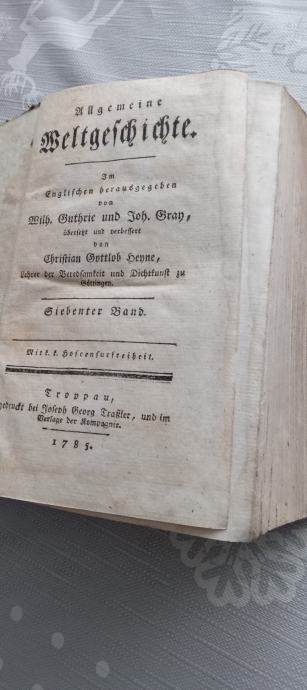 Allgemeine
Weltgeschichte.
Im
Englischen herausgegeben
von
Wilh. Guthrie und Joh. Gray,
übersetzt und verbessert
von
Christian Gottlob Heyne,
Lehrer der Beredsamkeit und Dichtkunst zu
Göttingen.
Siebenter Band.
Mit k. k. Hofcensurfreiheit.
Troppau,
gedruckt bei Joseph Georg Traßler, und im
Verlage der Kompagnie.
1785.